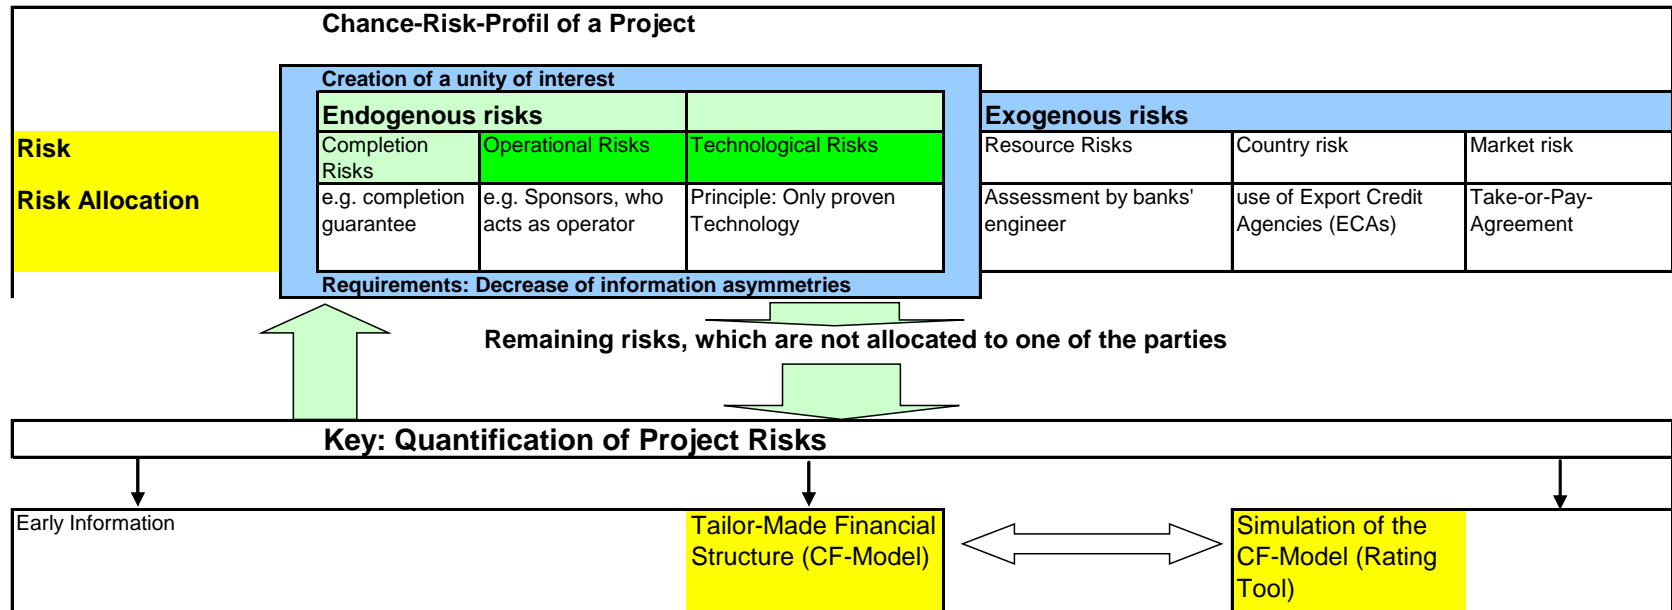 Chance-Risk-Profil of a Project
Creation of a unity of interest
Endogenous risks
Exogenous risks
Risk
Completion
Risks
Operational Risks
Technological Risks
Resource Risks
Country risk
Market risk
Risk Allocation
e.g. completion
guarantee
e.g. Sponsors, who
acts as operator
Principle: Only proven
Technology
Assessment by banks'
engineer
use of Export Credit
Agencies (ECAs)
Take-or-Pay-
Agreement
Requirements: Decrease of information asymmetries
Remaining risks, which are not allocated to one of the parties
Key: Quantification of Project Risks
Early Information
Tailor-Made Financial
Structure (CF-Model)
Simulation of the
CF-Model (Rating
Tool)